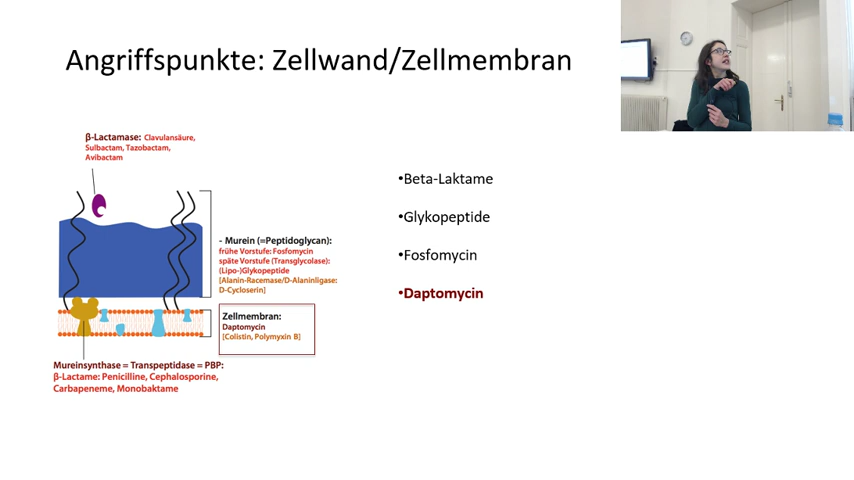 Angriffspunkte: Zellwand/Zellmembran
β-Lactamase: Clavulansäure,
Sulbactam, Tazobactam,
Avibactam
- Murein (=Peptidoglycan):
frühe Vorstufe: Fosfomycin
späte Vorstufe (Transglycolase):
(Lipo-)Glykopeptide
[Alanin-Racemase/D-Alaninligase:
D-Cycloserin]
Zellmembran:
Daptomycin
[Colistin, Polymyxin B]
Mureinsynthase = Transpeptidase = PBP:
β-Lactame: Penicilline, Cephalosporine,
Carbapeneme, Monobaktame
•Beta-Laktame
•Glykopeptide
•Fosfomycin
•Daptomycin